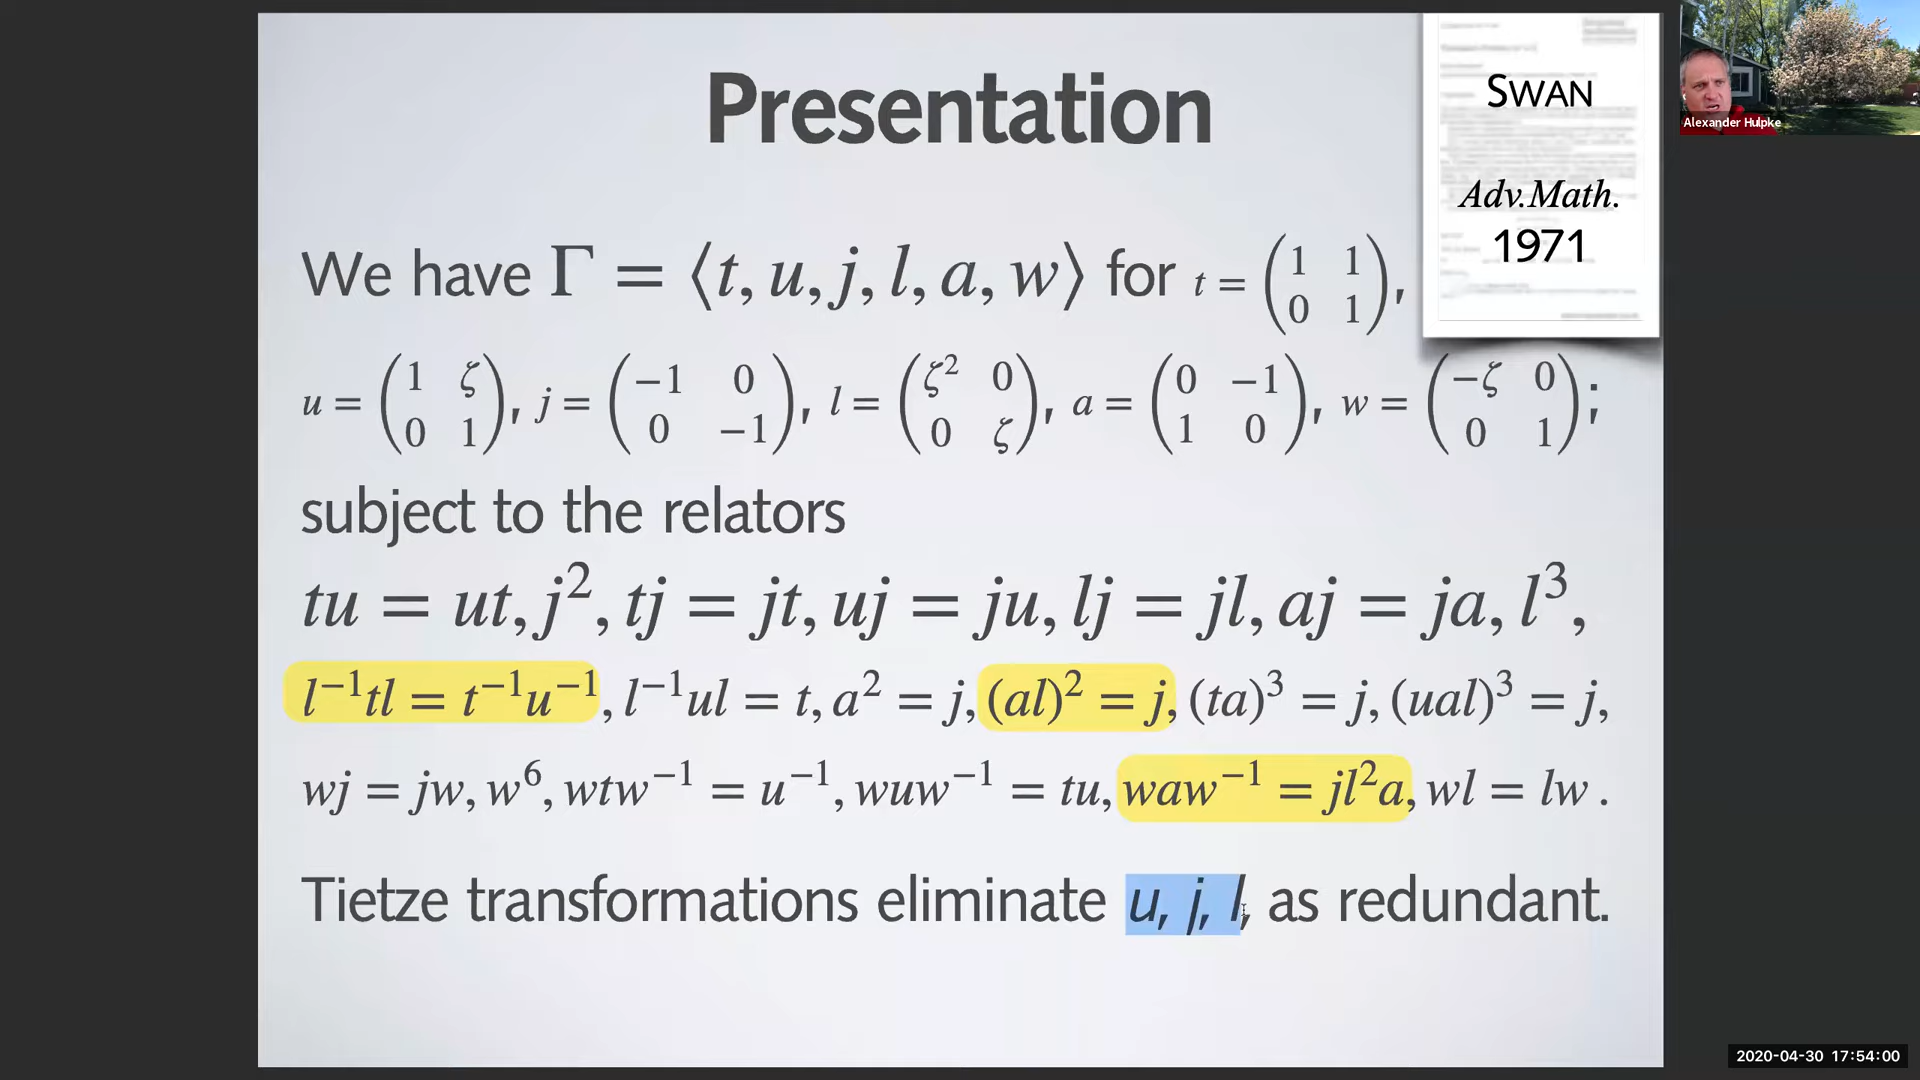 Presentation
SWAN
Adv.Math.
1971
Alexander Hulpke
We have Γ = ⟨t, u, j, l, a, w⟩ for t = (1 1; 0 1),
u = (1 ζ; 0 1), j = (−1 0; 0 −1), l = (ζ² 0; 0 ζ), a = (0 −1; 1 0), w = (−ζ 0; 0 1);
subject to the relators
tu = ut, j², tj = jt, uj = ju, lj = jl, aj = ja, l³,
l⁻¹tl = t⁻¹u⁻¹, l⁻¹ul = t, a² = j, (al)² = j, (ta)³ = j, (ual)³ = j,
wj = jw, w⁶, wtw⁻¹ = u⁻¹, wuw⁻¹ = tu, waw⁻¹ = jl²a, wl = lw .
Tietze transformations eliminate u, j, l, as redundant.
2020-04-30 17:54:00